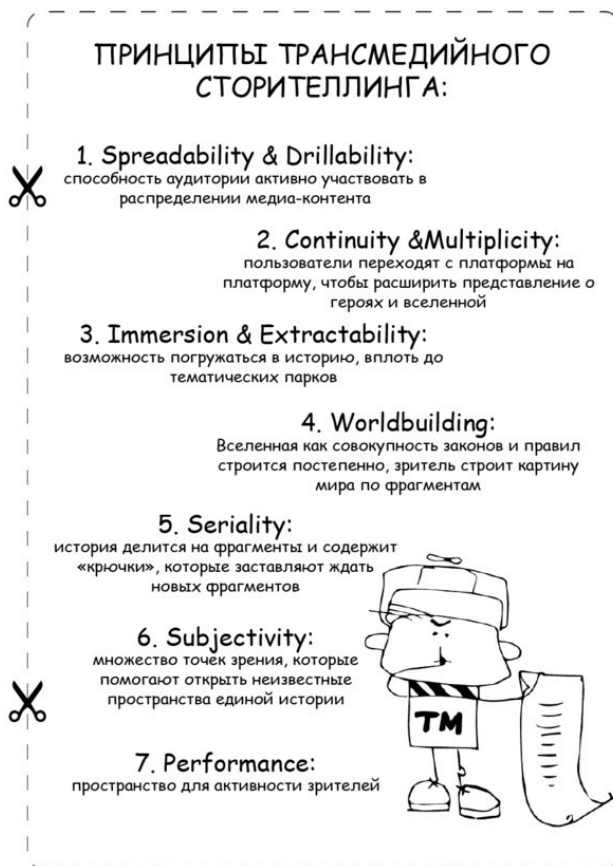 ПРИНЦИПЫ ТРАНСМЕДИЙНОГО
СТОРИТЕЛЛИНГА:
1. Spreadability & Drillability:
способность аудитории активно участвовать в
распределении медиа-контента
2. Continuity &Multiplicity:
пользователи переходят с платформы на
платформу, чтобы расширить представление о
героях и вселенной
3. Immersion & Extractability:
возможность погружаться в историю, вплоть до
тематических парков
4. Worldbuilding:
Вселенная как совокупность законов и правил
строится постепенно, зритель строит картину
мира по фрагментам
5. Seriality:
история делится на фрагменты и содержит
«крючки», которые заставляют ждать
новых фрагментов
6. Subjectivity:
множество точек зрения, которые
помогают открыть неизвестные
пространства единой истории
TM
7. Performance:
пространство для активности зрителей